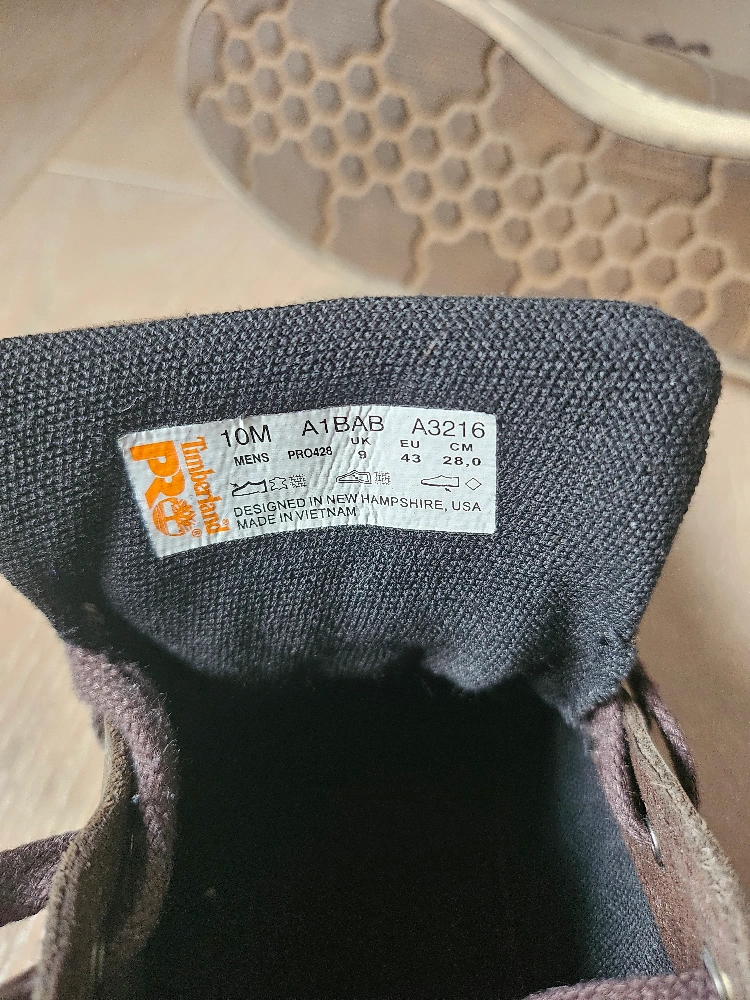 Timberland®
PRO®
10M A1BAB A3216
MENS PRO428 UK 9 EU 43 CM 28,0
DESIGNED IN NEW HAMPSHIRE, USA
MADE IN VIETNAM